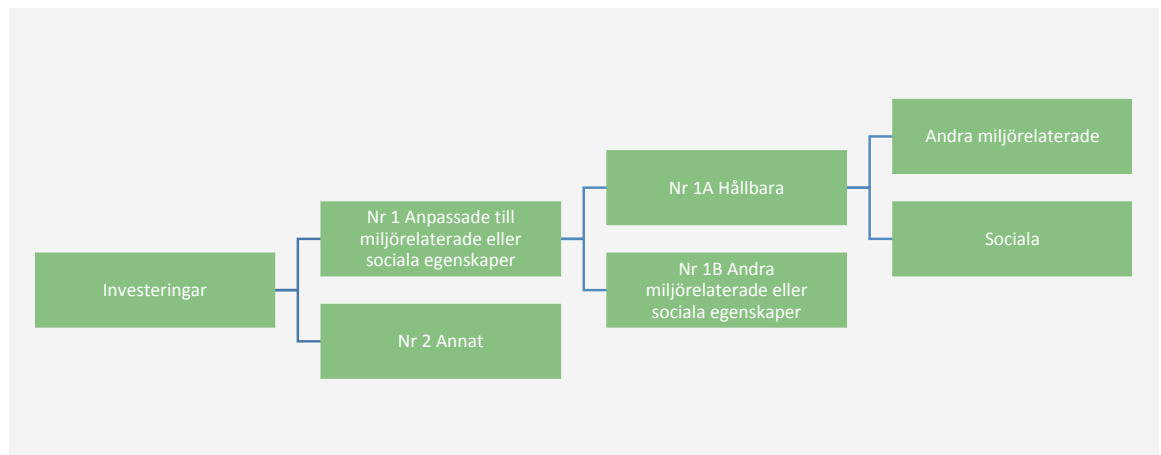 Investeringar
Nr 1 Anpassade till
miljörelaterade eller
sociala egenskaper
Nr 2 Annat
Nr 1A Hållbara
Nr 1B Andra
miljörelaterade eller
sociala egenskaper
Andra miljörelaterade
Sociala